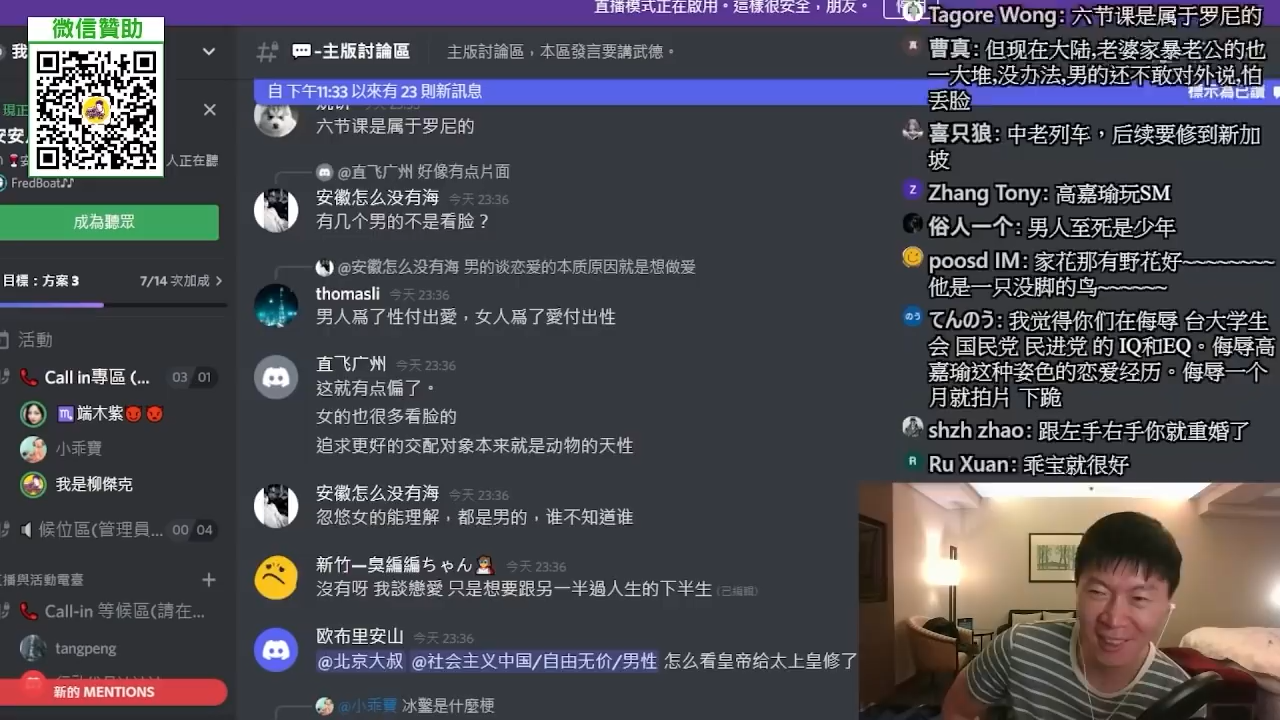 直播模式正在啟用。這樣很安全，朋友。
微信贊助
我
-主版討論區
主版討論區，本區發言要講武德。
自 下午11:33 以來有 23 則新訊息
標示為已讀
现正
人正在聽
FredBoat♪♪
成為聽眾
目標：方案 3
7/14 次加成
活動
Call in專區 (...
03 01
端木紫
小乖寶
我是柳傑克
候位區(管理員...
00 04
播與活動電臺
Call-in 等候區(請在...
tangpeng
新的 MENTIONS
今天 23:35
六节课是属于罗尼的
@直飞广州 好像有点片面
安徽怎么没有海 今天 23:36
有几个男的不是看脸？
@安徽怎么没有海 男的谈恋爱的本质原因就是想做爱
thomasli 今天 23:36
男人爲了性付出愛，女人爲了愛付出性
直飞广州 今天 23:36
这就有点偏了。
女的也很多看脸的
追求更好的交配对象本来就是动物的天性
安徽怎么没有海 今天 23:36
忽悠女的能理解，都是男的，谁不知道谁
新竹—臭編編ちゃん 今天 23:36
沒有呀 我談戀愛 只是想要跟另一半過人生的下半生 (已編輯)
欧布里安山 今天 23:36
@北京大叔 @社会主义中国/自由无价/男性 怎么看皇帝给太上皇修了
@小乖寶 冰鑿是什麼梗
Tagore Wong: 六节课是属于罗尼的
曹真: 但现在大陆,老婆家暴老公的也
一大堆,没办法,男的还不敢对外说,怕
丢脸
喜只狼: 中老列车，后续要修到新加
坡
Zhang Tony: 高嘉瑜玩SM
俗人一个: 男人至死是少年
poosd IM: 家花那有野花好~~~~~~~~
他是一只没脚的鸟~~~~~~
てんのう: 我觉得你们在侮辱 台大学生
会 国民党 民进党 的 IQ和EQ。侮辱高
嘉瑜这种姿色的恋爱经历。侮辱一个
月就拍片 下跪
shzh zhao: 跟左手右手你就重婚了
Ru Xuan: 乖宝就很好